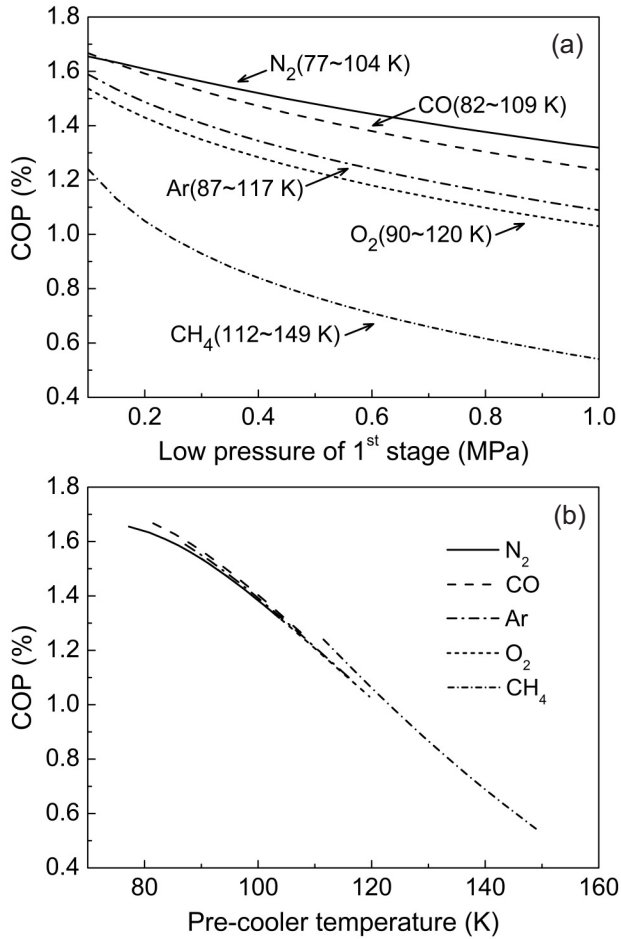 (a)
1.8
1.6
1.4
1.2
1.0
0.8
0.6
0.4
COP (%)
N2(77~104 K)
CO(82~109 K)
Ar(87~117 K)
O2(90~120 K)
CH4(112~149 K)
0.2 0.4 0.6 0.8 1.0
Low pressure of 1st stage (MPa)
(b)
1.8
1.6
1.4
1.2
1.0
0.8
0.6
0.4
COP (%)
N2
CO
Ar
O2
CH4
80 100 120 140 160
Pre-cooler temperature (K)